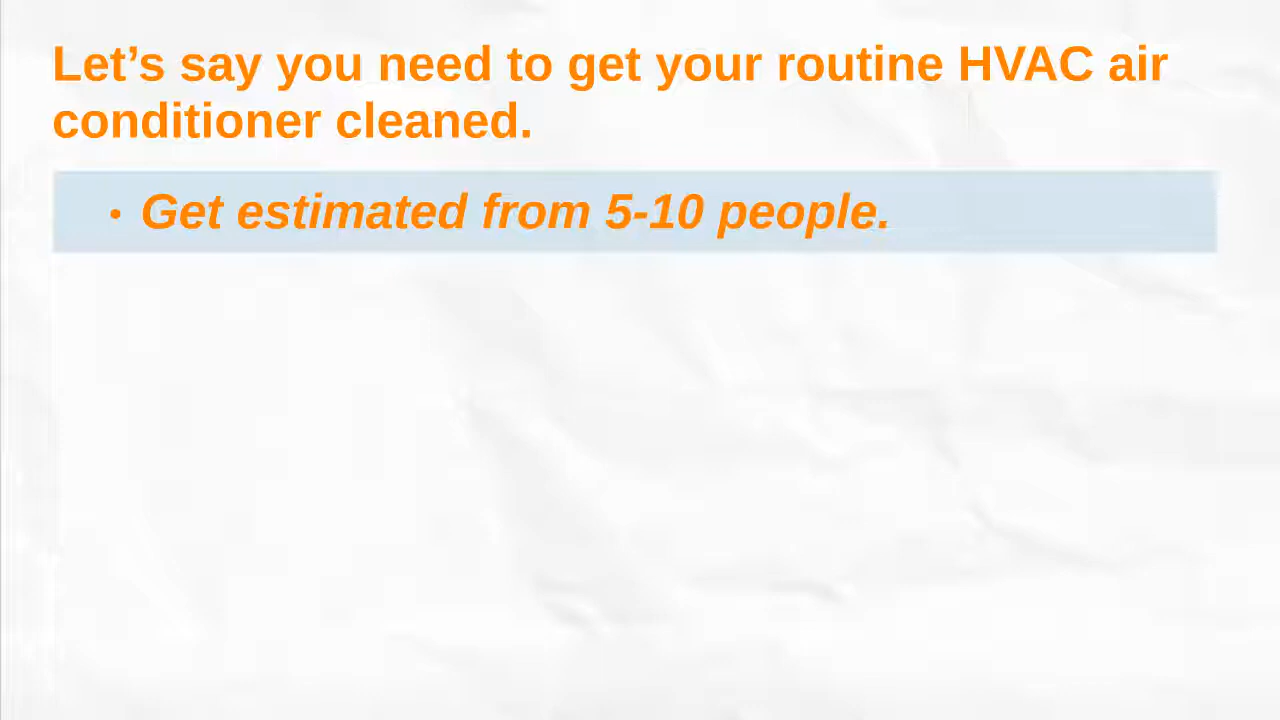 Let’s say you need to get your routine HVAC air
conditioner cleaned.
• Get estimated from 5-10 people.